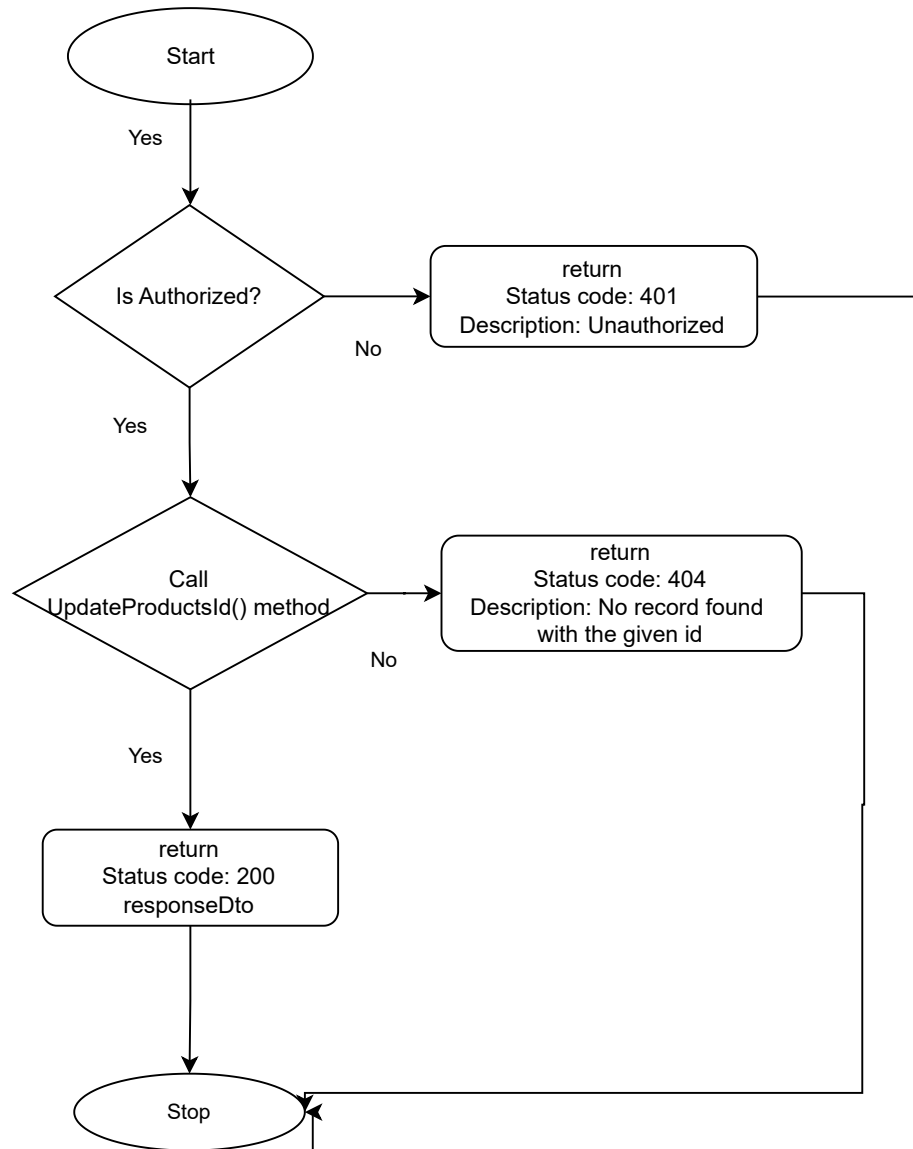 Start
Yes
Is Authorized?
return
Status code: 401
Description: Unauthorized
No
Yes
Call
UpdateProductsId() method
return
Status code: 404
Description: No record found
with the given id
No
Yes
return
Status code: 200
responseDto
Stop